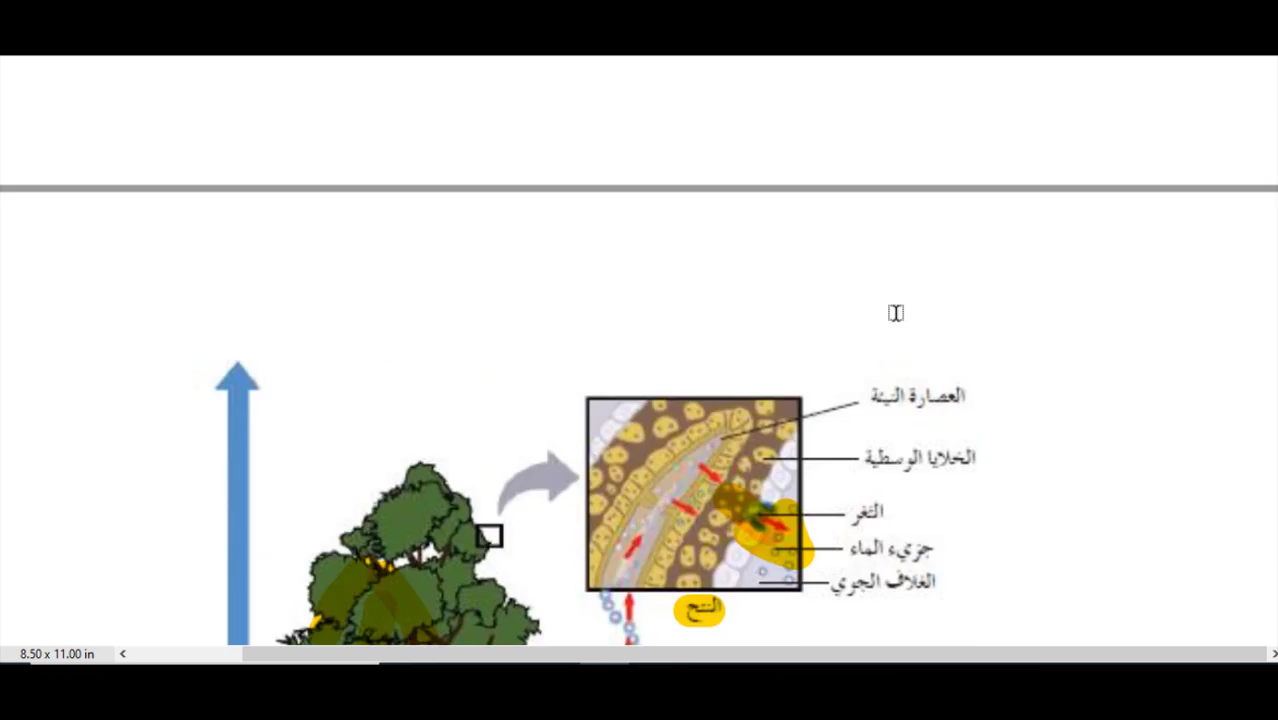 العصارة النيئة
الخلايا الوسطية
الثغر
جزيء الماء
الغلاف الجوي
النتح
8.50 x 11.00 in